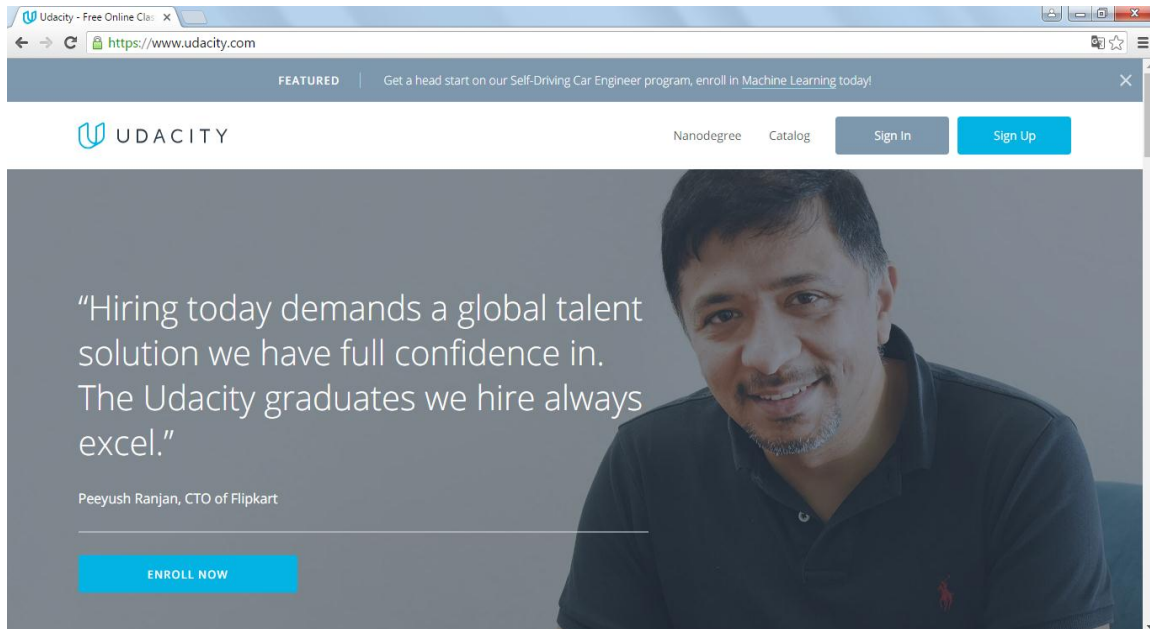 Udacity - Free Online Clas
https://www.udacity.com
FEATURED Get a head start on our Self-Driving Car Engineer program, enroll in Machine Learning today!
UDACITY Nanodegree Catalog Sign In Sign Up
“Hiring today demands a global talent
solution we have full confidence in.
The Udacity graduates we hire always
excel.”
Peeyush Ranjan, CTO of Flipkart
ENROLL NOW